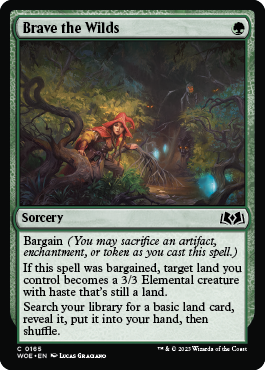 Brave the Wilds
Sorcery
Bargain (You may sacrifice an artifact,
enchantment, or token as you cast this spell.)
If this spell was bargained, target land you
control becomes a 3/3 Elemental creature
with haste that's still a land.
Search your library for a basic land card,
reveal it, put it into your hand, then
shuffle.
C 0165
WOE • EN Lucas Graciano
™ & © 2023 Wizards of the Coast